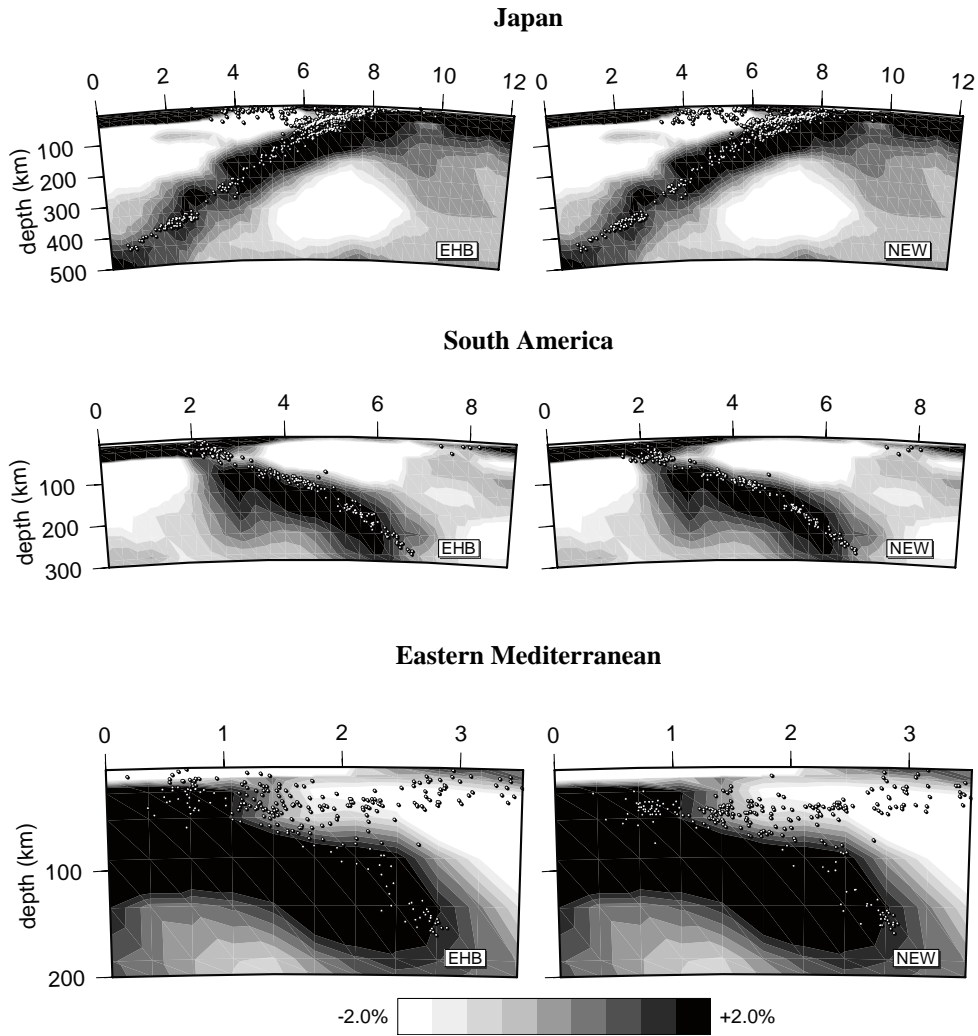 Japan
0 2 4 6 8 10 12 0 2 4 6 8 10 12
100
200
300
400
500
depth (km)
EHB NEW
South America
0 2 4 6 8 0 2 4 6 8
100
200
300
depth (km)
EHB NEW
Eastern Mediterranean
0 1 2 3 0 1 2 3
100
200
depth (km)
EHB NEW
-2.0% +2.0%